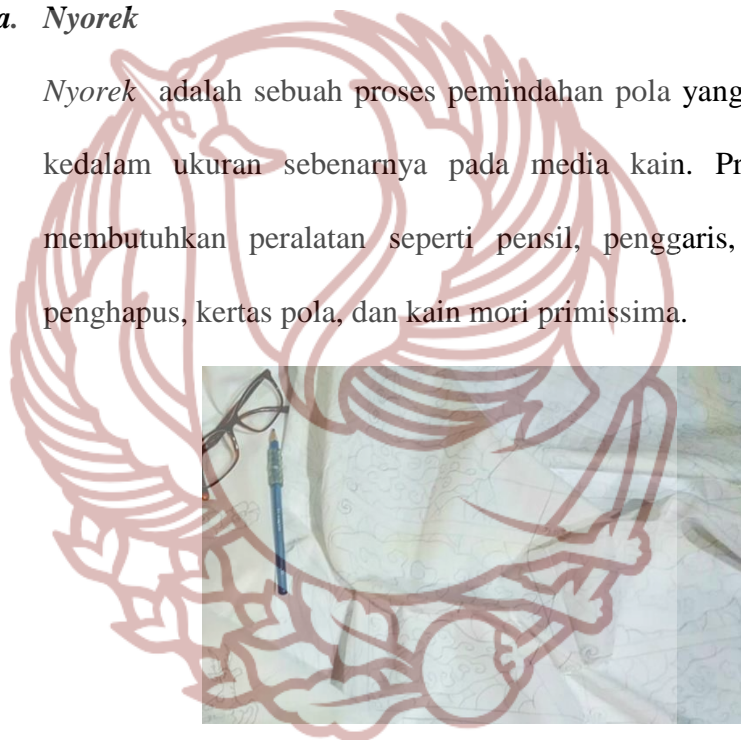 a. Nyorek
Nyorek adalah sebuah proses pemindahan pola yang
kedalam ukuran sebenarnya pada media kain. Pr
membutuhkan peralatan seperti pensil, penggaris,
penghapus, kertas pola, dan kain mori primissima.